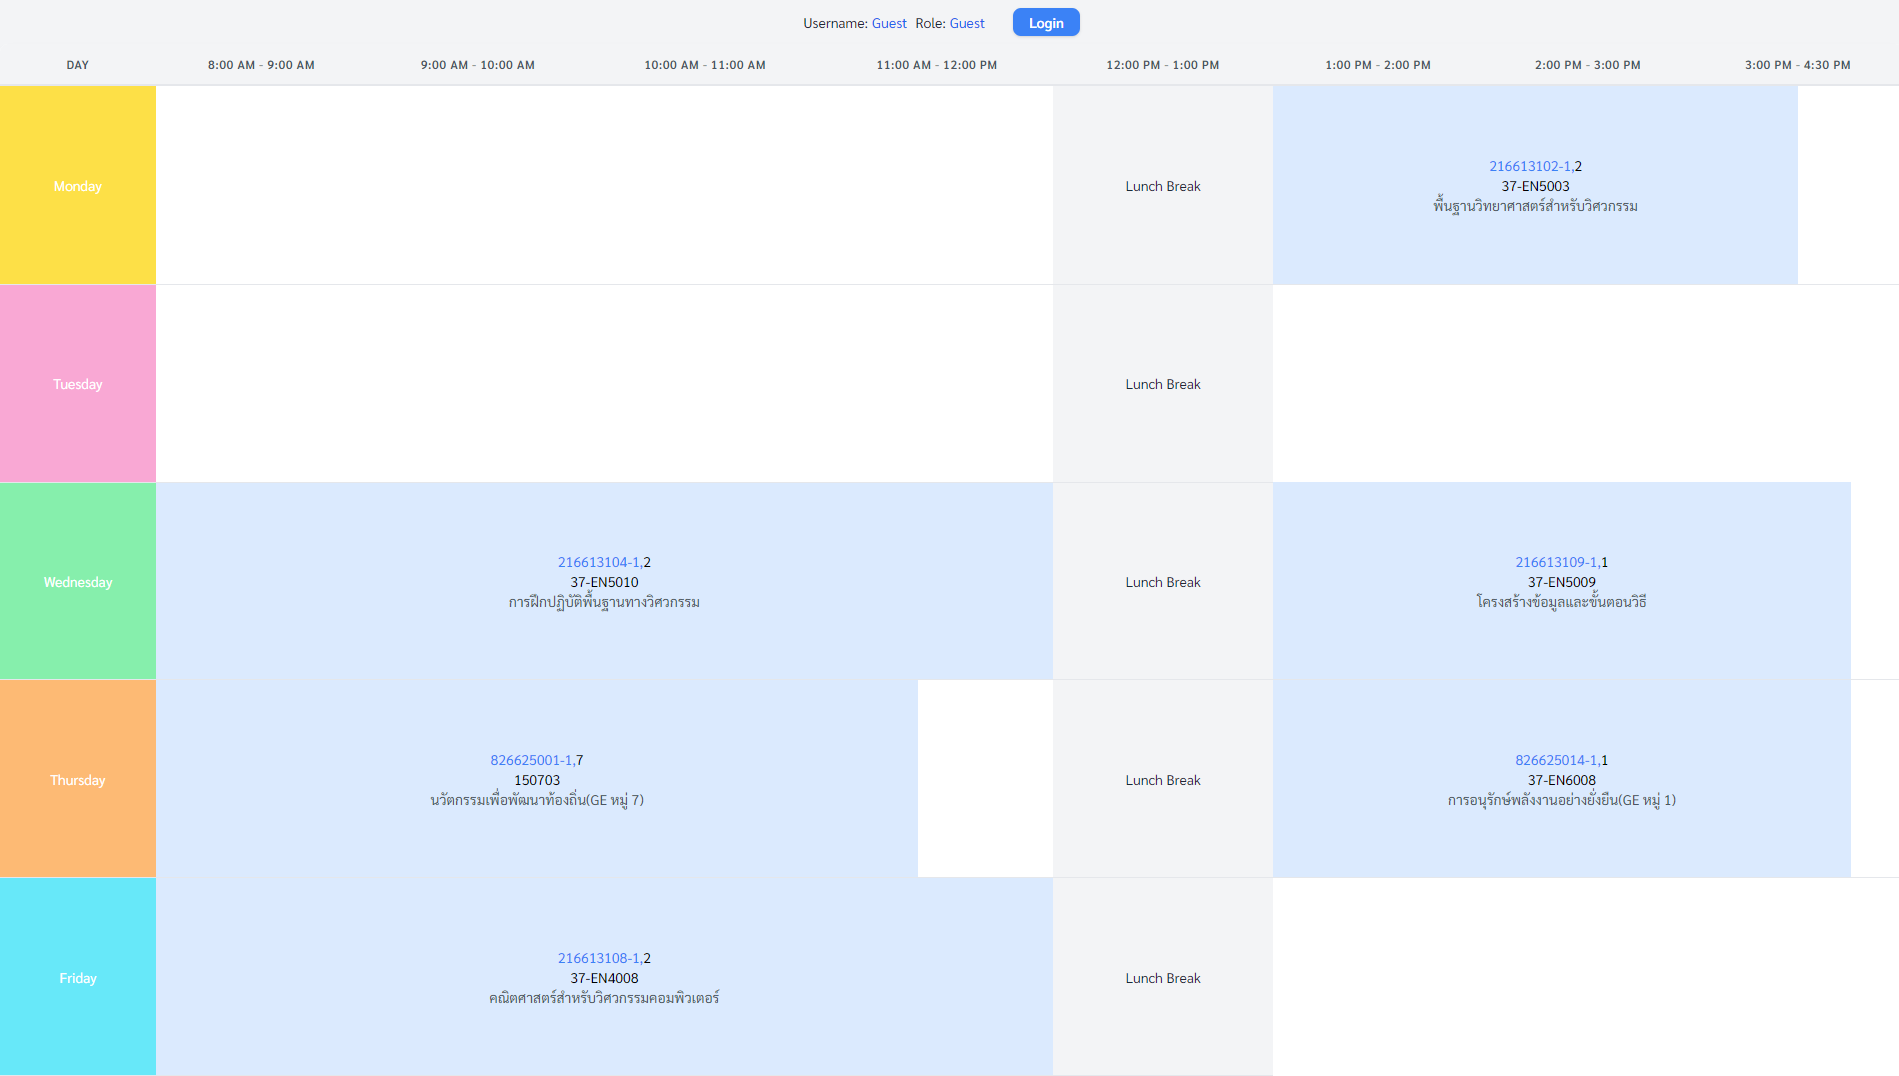 Username: Guest Role: Guest Login
DAY 8:00 AM - 9:00 AM 9:00 AM - 10:00 AM 10:00 AM - 11:00 AM 11:00 AM - 12:00 PM 12:00 PM - 1:00 PM 1:00 PM - 2:00 PM 2:00 PM - 3:00 PM 3:00 PM - 4:30 PM
Monday
Lunch Break
216613102-1,2
37-EN5003
พื้นฐานวิทยาศาสตร์สำหรับวิศวกรรม
Tuesday
Lunch Break
Wednesday
216613104-1,2
37-EN5010
การฝึกปฏิบัติพื้นฐานทางวิศวกรรม
Lunch Break
216613109-1,1
37-EN5009
โครงสร้างข้อมูลและขั้นตอนวิธี
Thursday
826625001-1,7
150703
นวัตกรรมเพื่อพัฒนาท้องถิ่น(GE หมู่ 7)
Lunch Break
826625014-1,1
37-EN6008
การอนุรักษ์พลังงานอย่างยั่งยืน(GE หมู่ 1)
Friday
216613108-1,2
37-EN4008
คณิตศาสตร์สำหรับวิศวกรรมคอมพิวเตอร์
Lunch Break